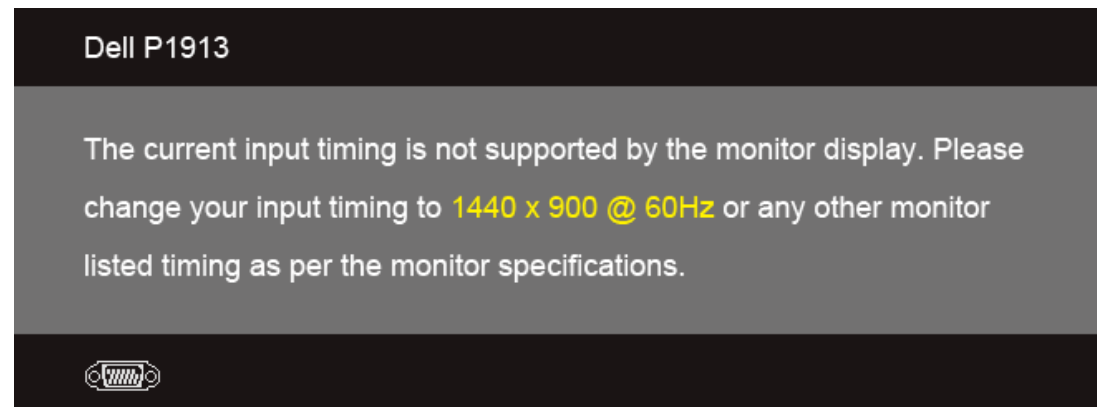 Dell P1913
The current input timing is not supported by the monitor display. Please
change your input timing to 1440 x 900 @ 60Hz or any other monitor
listed timing as per the monitor specifications.